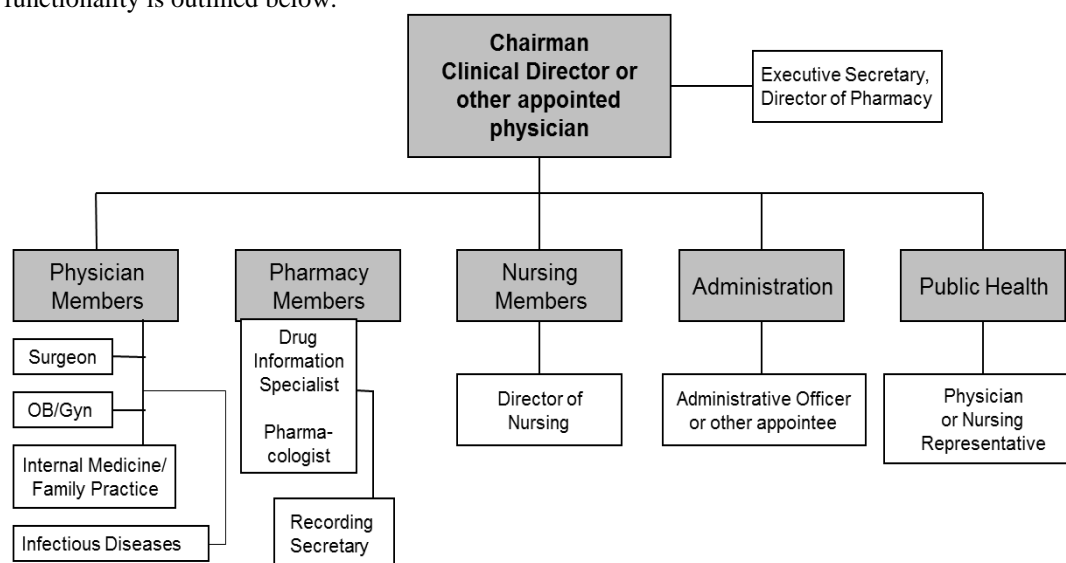 functionality is outlined below.
Chairman
Clinical Director or
other appointed
physician
Executive Secretary,
Director of Pharmacy
Physician
Members
Pharmacy
Members
Nursing
Members
Administration
Public Health
Surgeon
OB/Gyn
Internal Medicine/
Family Practice
Infectious Diseases
Drug
Information
Specialist
Pharma-
cologist
Recording
Secretary
Director of
Nursing
Administrative Officer
or other appointee
Physician
or Nursing
Representative